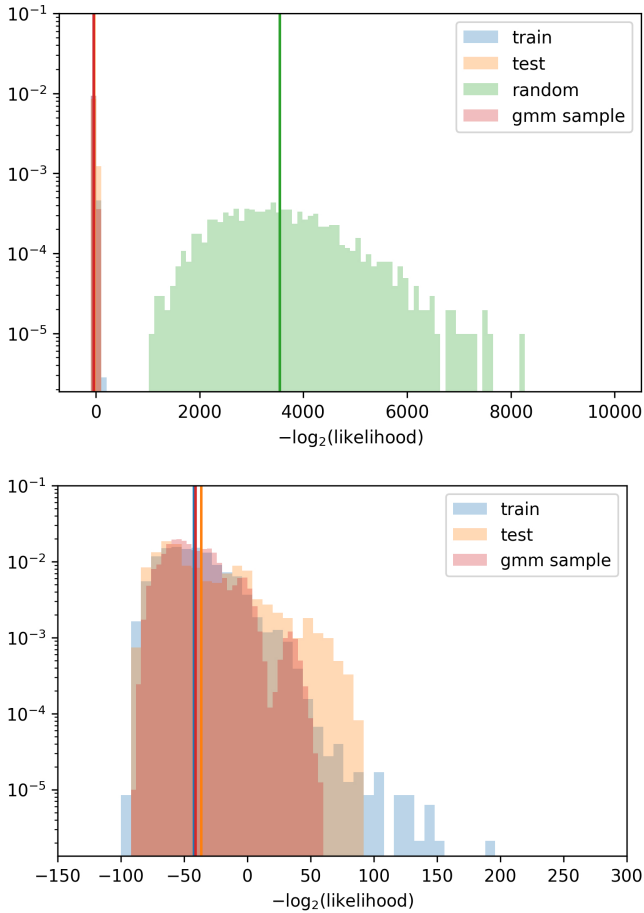 10⁻¹
10⁻²
10⁻³
10⁻⁴
10⁻⁵
train
test
random
gmm sample
0 2000 4000 6000 8000 10000
−log₂(likelihood)
10⁻¹
10⁻²
10⁻³
10⁻⁴
10⁻⁵
train
test
gmm sample
−150 −100 −50 0 50 100 150 200 250 300
−log₂(likelihood)